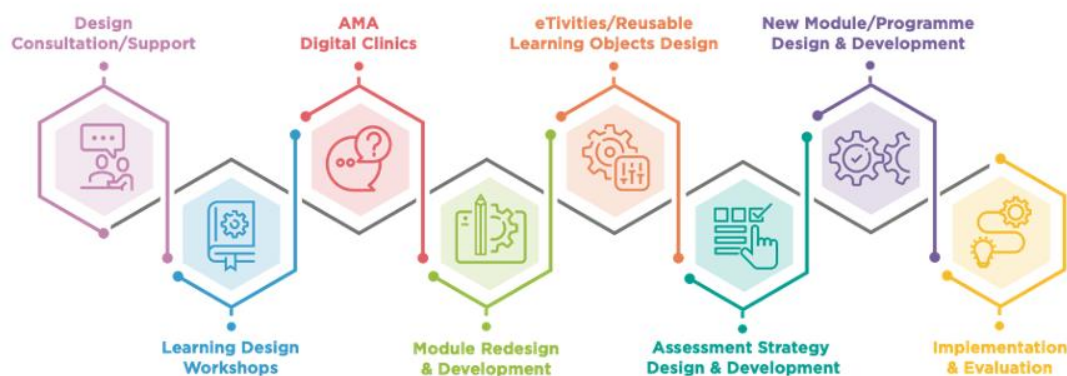 Design
Consultation/Support
AMA
Digital Clinics
eTivities/Reusable
Learning Objects Design
New Module/Programme
Design & Development
Learning Design
Workshops
Module Redesign
& Development
Assessment Strategy
Design & Development
Implementation
& Evaluation